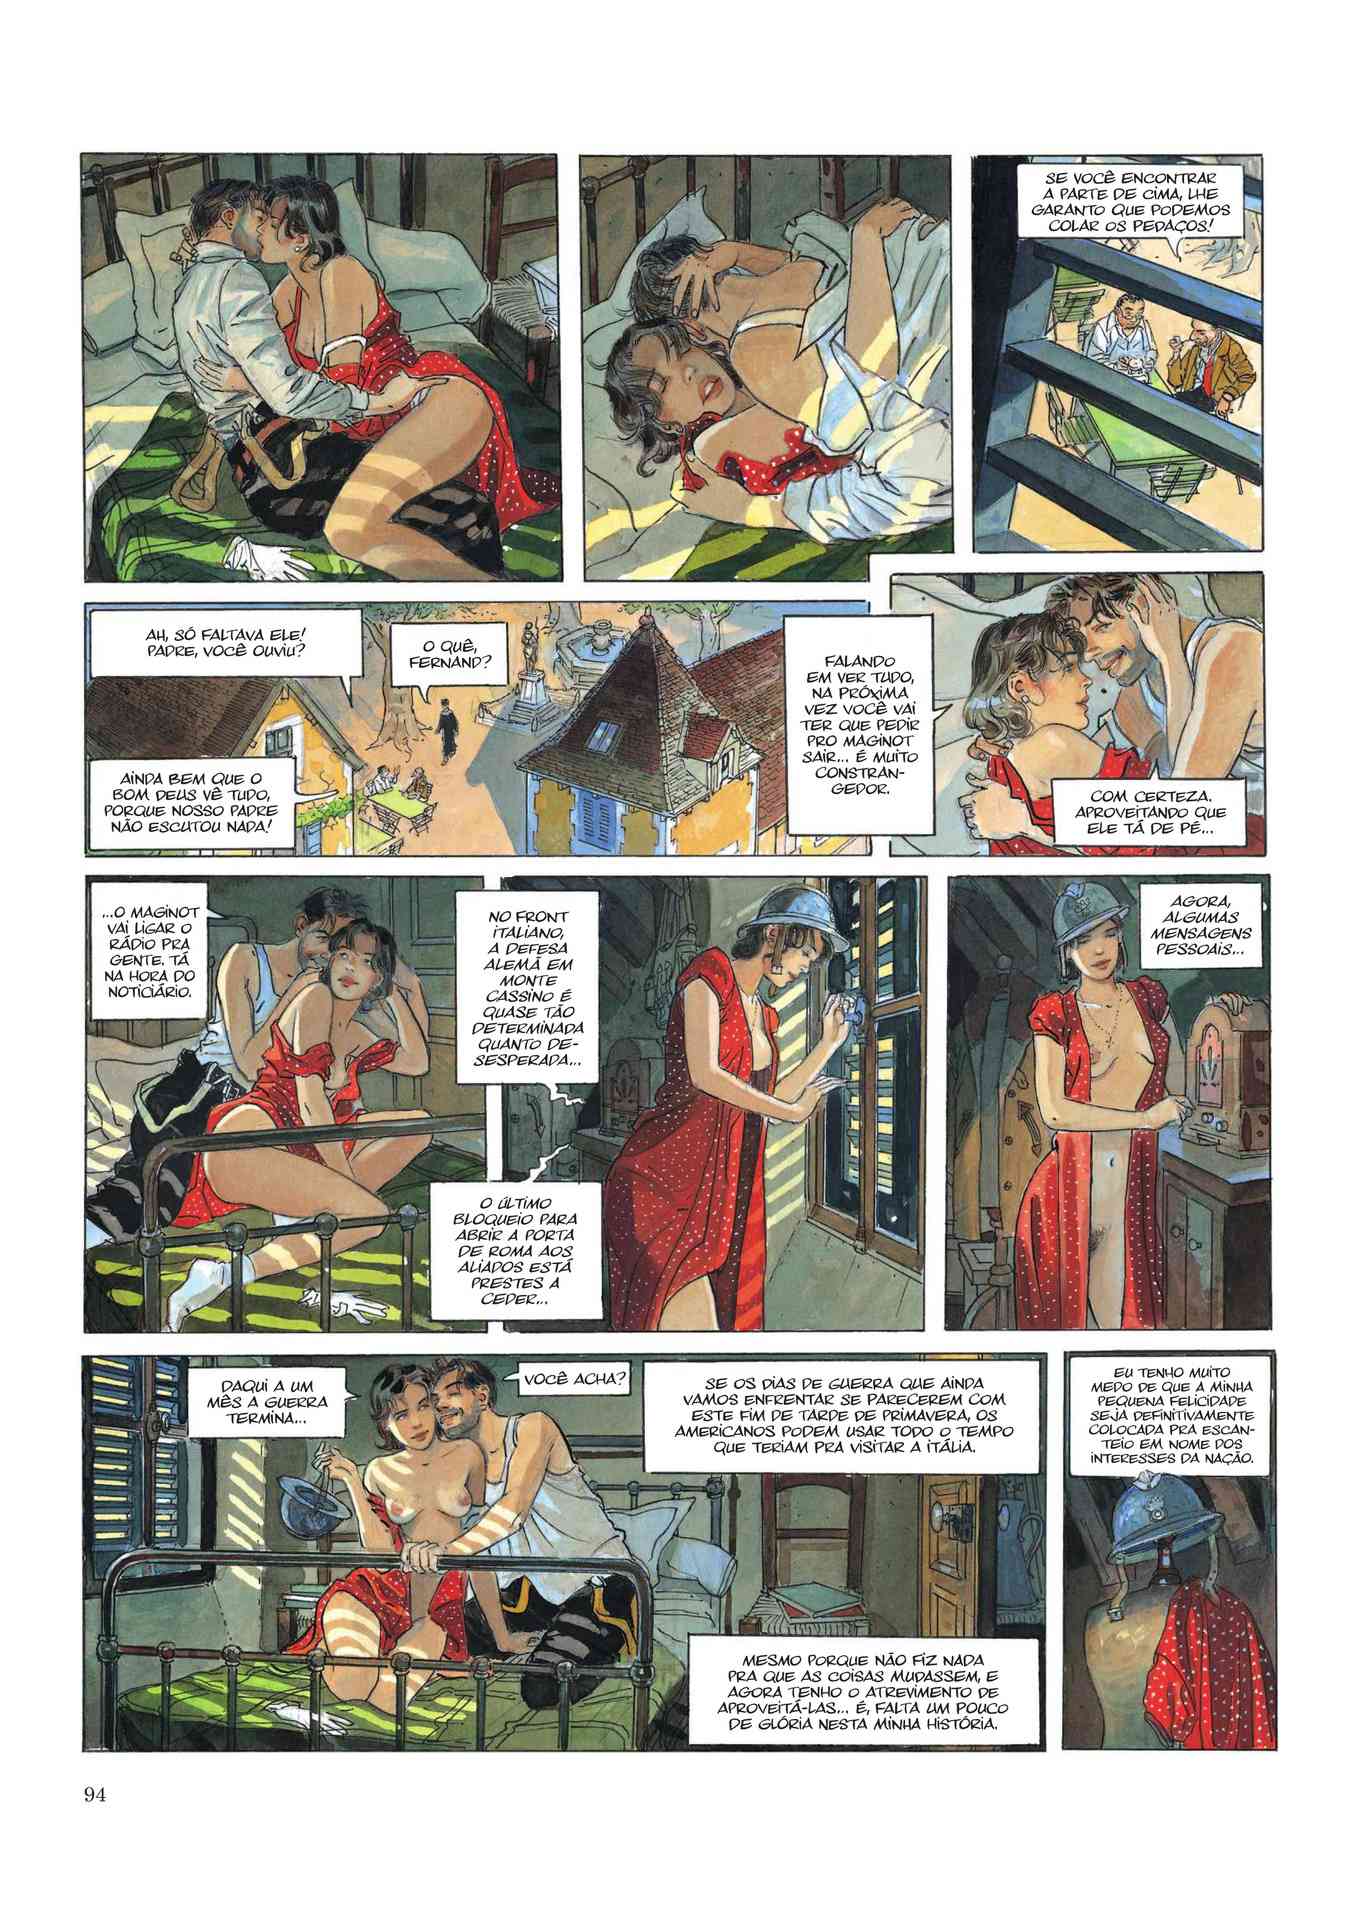 SE VOCÊ ENCONTRAR
A PARTE DE CIMA, LHE
GARANTO QUE PODEMOS
COLAR OS PEDAÇOS!
AH, SÓ FALTAVA ELE!
PADRE, VOCÊ OUVIU?
O QUÊ,
FERNAND?
AINDA BEM QUE O
BOM DEUS VÊ TUDO,
PORQUE NOSSO PADRE
NÃO ESCUTOU NADA!
FALANDO
EM VER TUDO,
NA PRÓXIMA
VEZ VOCÊ VAI
TER QUE PEDIR
PRO MAGINOT
SAIR... É MUITO
CONSTRAN-
GEDOR.
COM CERTEZA.
APROVEITANDO QUE
ELE TÁ DE PÉ...
...O MAGINOT
VAI LIGAR O
RÁDIO PRA
GENTE. TÁ
NA HORA DO
NOTICIÁRIO.
NO FRONT
ITALIANO,
A DEFESA
ALEMÃ EM
MONTE
CASSINO É
QUASE TÃO
DETERMINADA
QUANTO DE-
SESPERADA...
O ÚLTIMO
BLOQUEIO PARA
ABRIR A PORTA
DE ROMA AOS
ALIADOS ESTÁ
PRESTES A
CEDER...
AGORA,
ALGUMAS
MENSAGENS
PESSOAIS...
DAQUI A UM
MÊS A GUERRA
TERMINA...
VOCÊ ACHA?
SE OS DIAS DE GUERRA QUE AINDA
VAMOS ENFRENTAR SE PARECEREM COM
ESTE FIM DE TARDE DE PRIMAVERA, OS
AMERICANOS PODEM USAR TODO O TEMPO
QUE TERIAM PRA VISITAR A ITÁLIA.
MESMO PORQUE NÃO FIZ NADA
PRA QUE AS COISAS MUDASSEM, E
AGORA TENHO O ATREVIMENTO DE
APROVEITÁ-LAS... É, FALTA UM POUCO
DE GLÓRIA NESTA MINHA HISTÓRIA.
EU TENHO MUITO
MEDO DE QUE A MINHA
PEQUENA FELICIDADE
SEJA DEFINITIVAMENTE
COLOCADA PRA ESCAN-
TEIO EM NOME DOS
INTERESSES DA NAÇÃO.
94